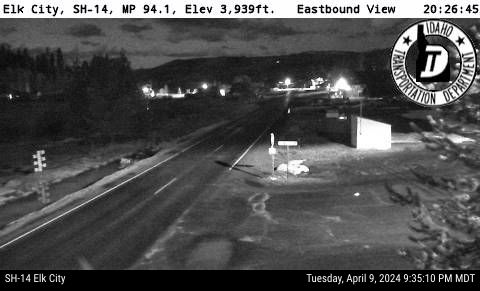 Elk City, SH-14, MP 94.1, Elev 3,939ft. Eastbound View 20:26:45
IDAHO
TRANSPORTATION DEPARTMENT
SH-14 Elk City Tuesday, April 9, 2024 9:35:10 PM MDT